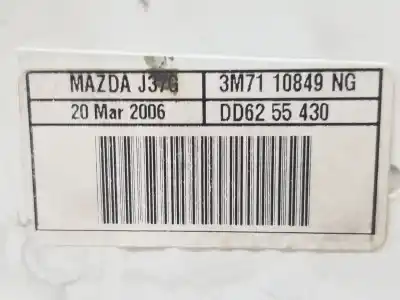 MAZDA J37G 3M71 10849 NG
20 Mar 2006 DD62 55 430